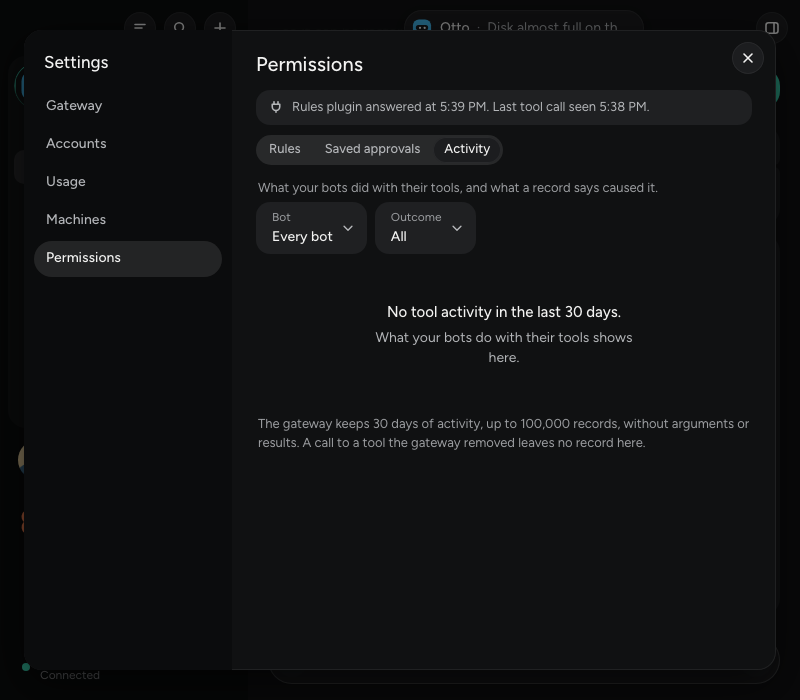 Otto · Disk almost full on th
Settings
Gateway
Accounts
Usage
Machines
Permissions
Permissions
Rules plugin answered at 5:39 PM. Last tool call seen 5:38 PM.
Rules Saved approvals Activity
What your bots did with their tools, and what a record says caused it.
Bot
Every bot
Outcome
All
No tool activity in the last 30 days.
What your bots do with their tools shows
here.
The gateway keeps 30 days of activity, up to 100,000 records, without arguments or
results. A call to a tool the gateway removed leaves no record here.
Connected